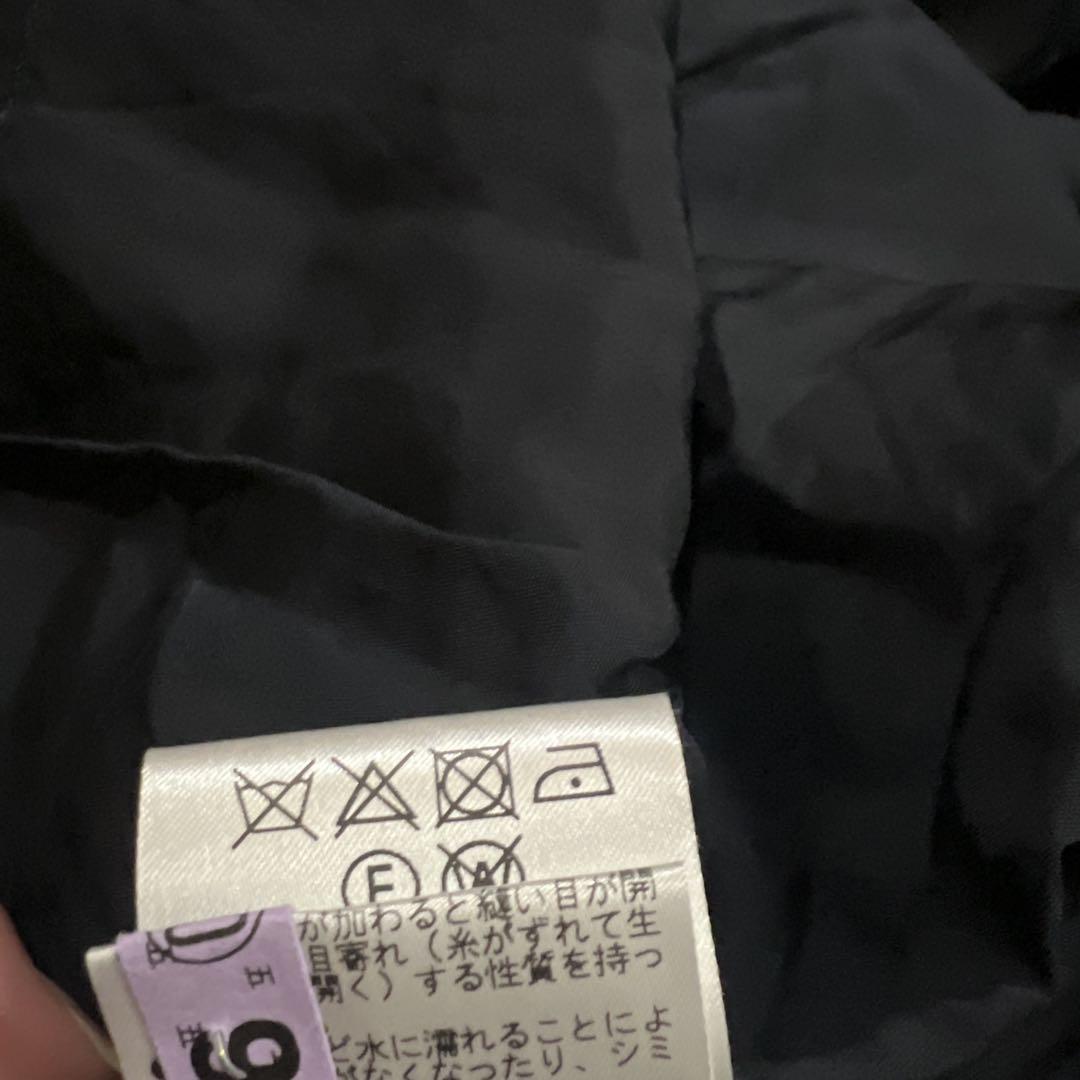 F
が加わると縫い目が開
目寄れ（糸がずれて生
開く）する性質を持つ
水に濡れることによ
なくなったり、シミ
9